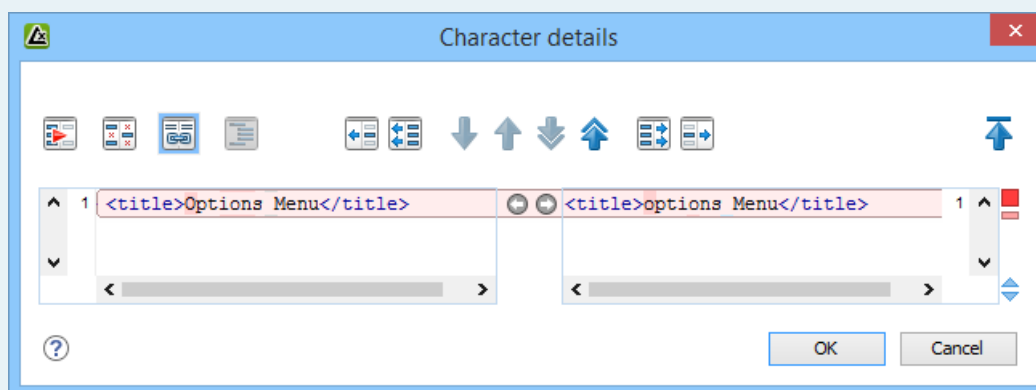 Character details
1 <title>Options Menu</title>
<title>options Menu</title> 1
OK
Cancel